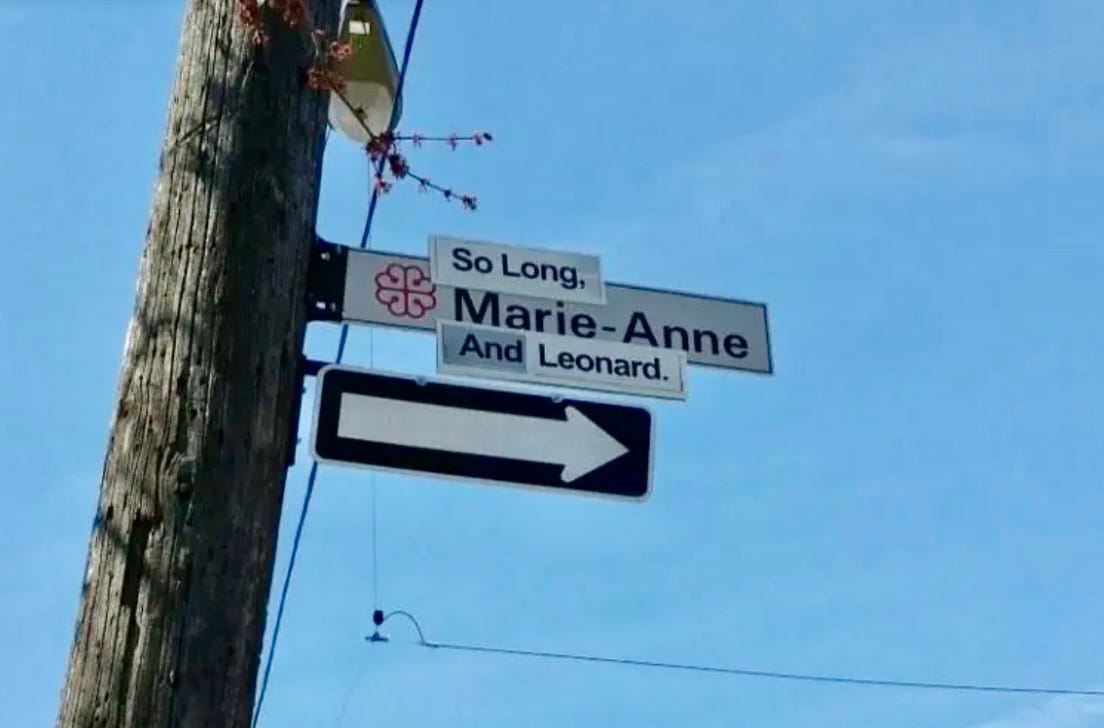 So Long,
Marie-Anne
And Leonard.